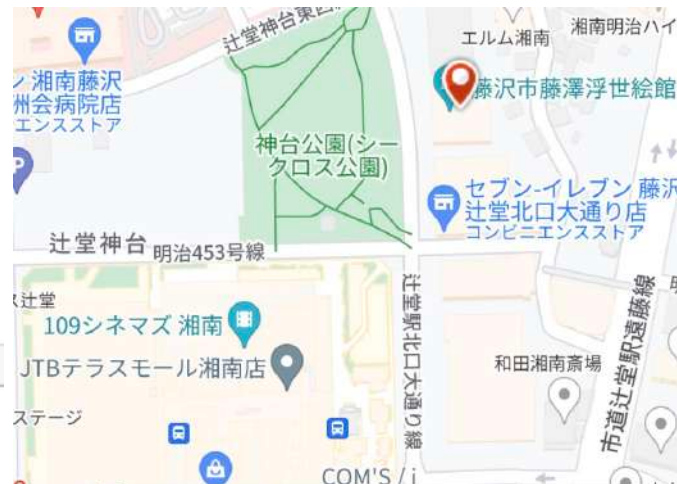 辻堂神台東西線
エルム湘南
湘南明治ハイ
ン 湘南藤沢
洲会病院店
エンスストア
藤沢市藤澤浮世絵館
神台公園(シー
クロス公園)
P
セブン-イレブン 藤沢
辻堂北口大通り店
コンビニエンスストア
辻堂神台
明治453号線
ス辻堂
109シネマズ 湘南
JTBテラスモール湘南店
辻堂駅北口大通り線
和田湘南斎場
市道辻堂駅遠藤線
ステージ
COM'S / i